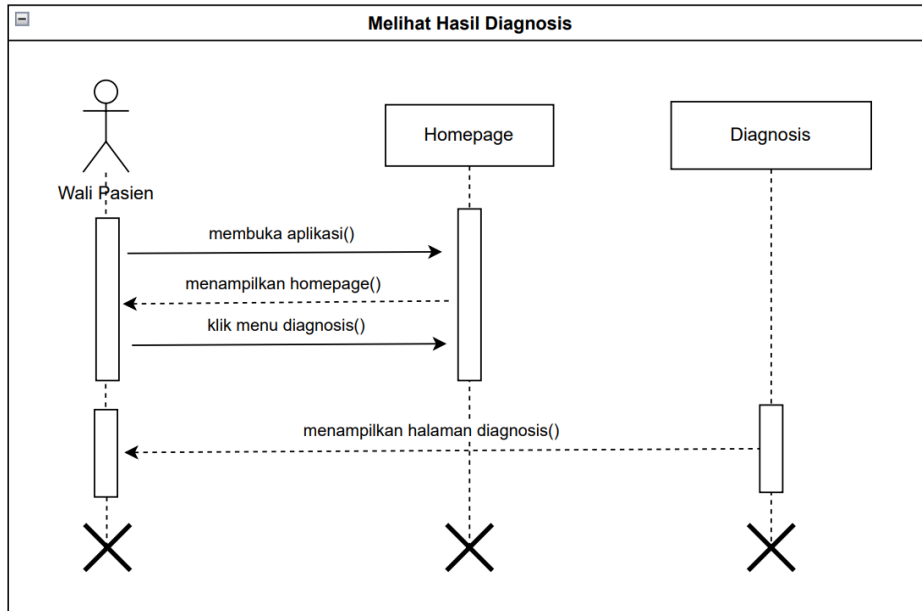 Melihat Hasil Diagnosis
Homepage
Diagnosis
Wali Pasien
membuka aplikasi()
menampilkan homepage()
klik menu diagnosis()
menampilkan halaman diagnosis()